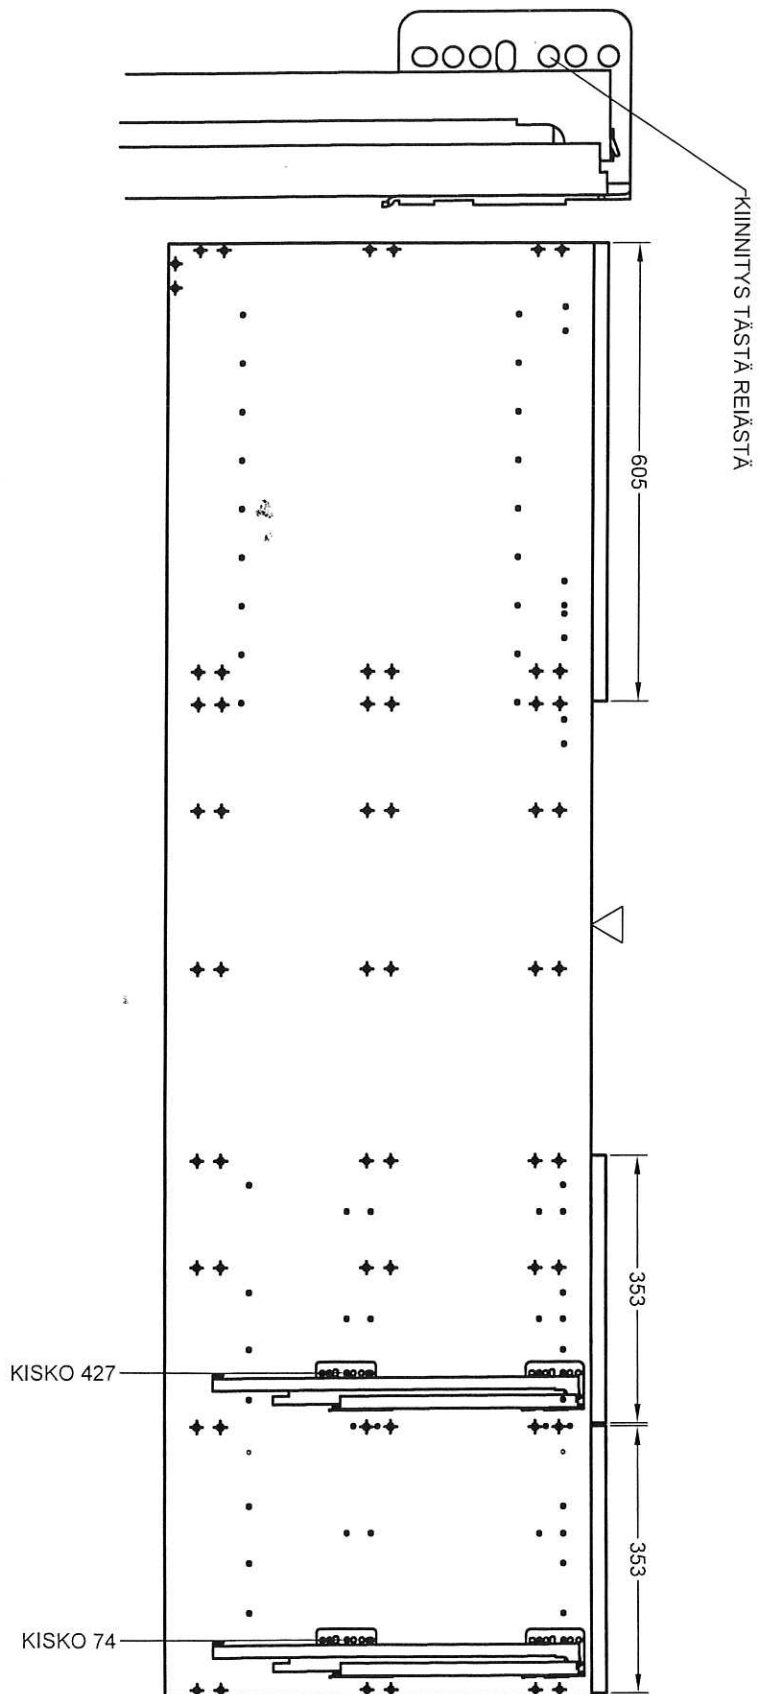 KIINNITYS TÄSTÄ REIÄSTÄ
605
353
KISKO 427
353
KISKO 74